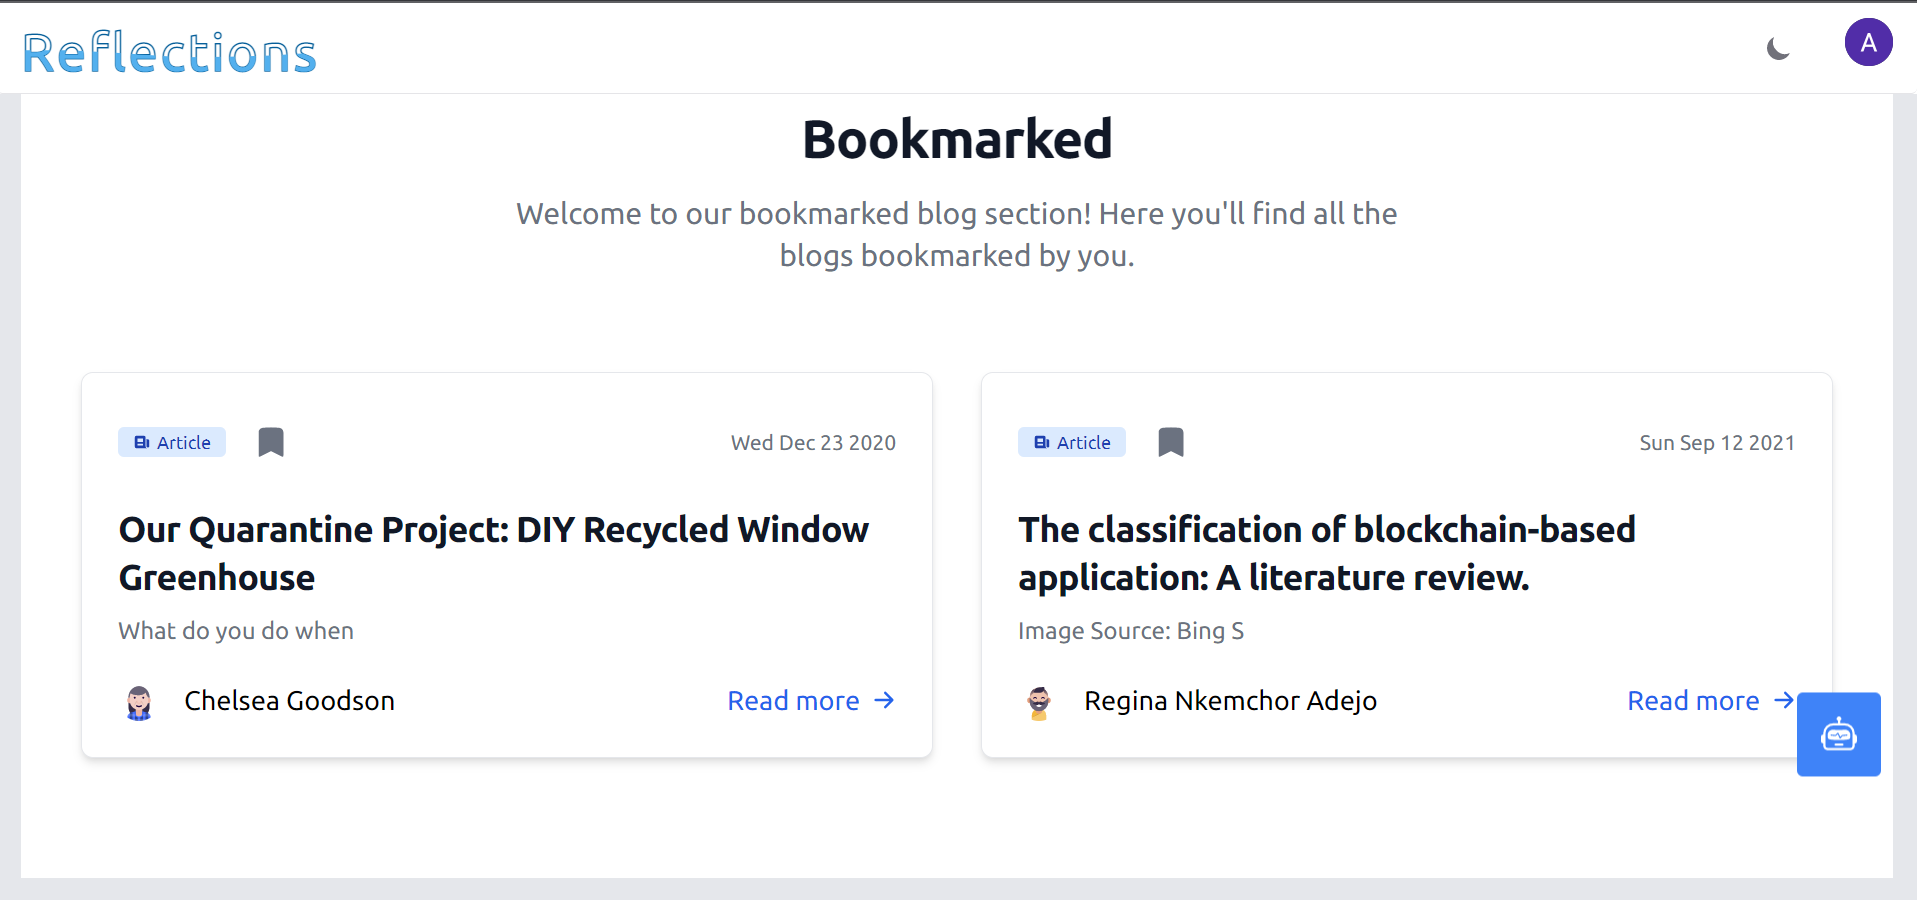 Reflections
A
Bookmarked
Welcome to our bookmarked blog section! Here you'll find all the
blogs bookmarked by you.
Article
Wed Dec 23 2020
Our Quarantine Project: DIY Recycled Window
Greenhouse
What do you do when
Chelsea Goodson
Read more →
Article
Sun Sep 12 2021
The classification of blockchain-based
application: A literature review.
Image Source: Bing S
Regina Nkemchor Adejo
Read more →